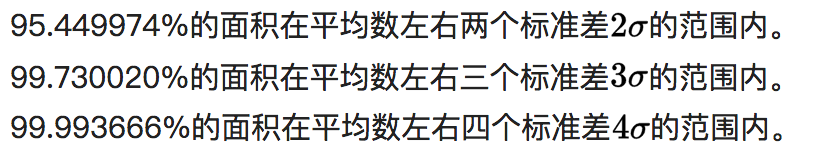 95.449974%的面积在平均数左右两个标准差2σ的范围内。
99.730020%的面积在平均数左右三个标准差3σ的范围内。
99.993666%的面积在平均数左右四个标准差4σ的范围内。